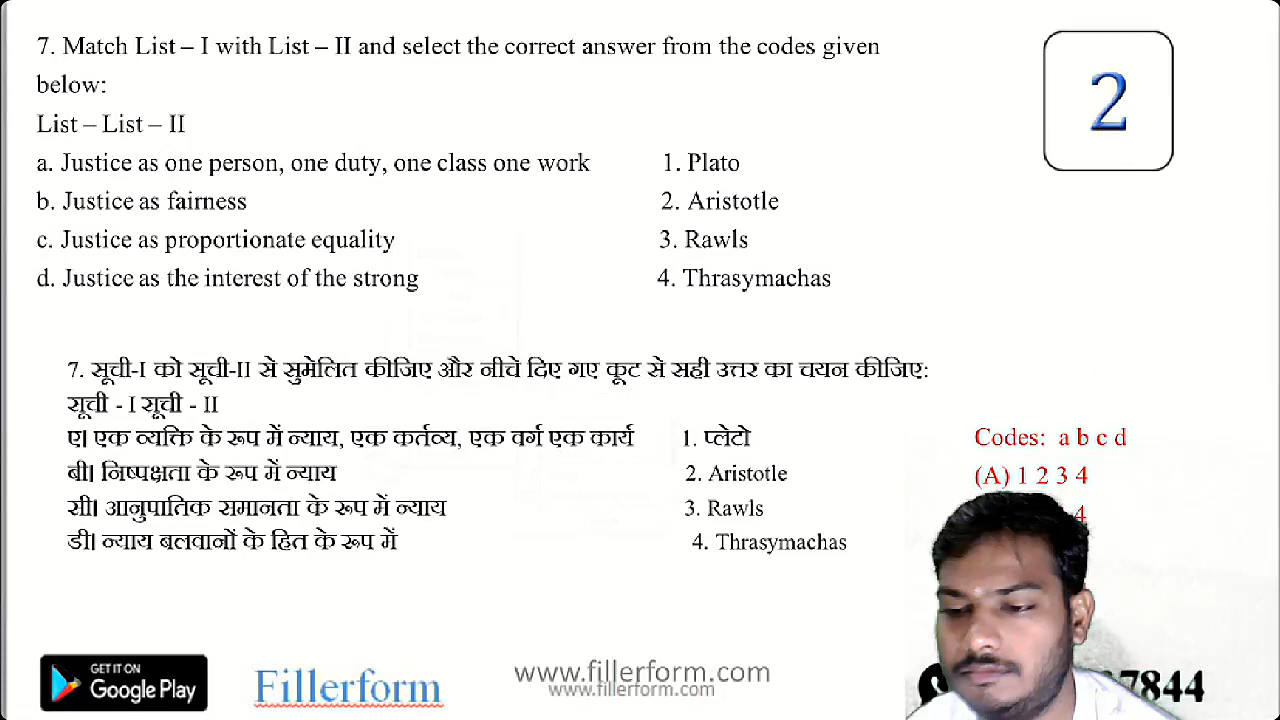 7. Match List – I with List – II and select the correct answer from the codes given
below:
List – List – II
a. Justice as one person, one duty, one class one work 1. Plato
b. Justice as fairness 2. Aristotle
c. Justice as proportionate equality 3. Rawls
d. Justice as the interest of the strong 4. Thrasymachas
2
7. सूची-I को सूची-II से सुमेलित कीजिए और नीचे दिए गए कूट से सही उत्तर का चयन कीजिए:
सूची - I सूची - II
ए। एक व्यक्ति के रूप में न्याय, एक कर्तव्य, एक वर्ग एक कार्य 1. प्लेटो
बी। निष्पक्षता के रूप में न्याय 2. Aristotle
सी। आनुपातिक समानता के रूप में न्याय 3. Rawls
डी। न्याय बलवानों के हित के रूप में 4. Thrasymachas
Codes: a b c d
(A) 1 2 3 4
4
GET IT ON
Google Play
Fillerform
www.fillerform.com
www.fillerform.com
7844